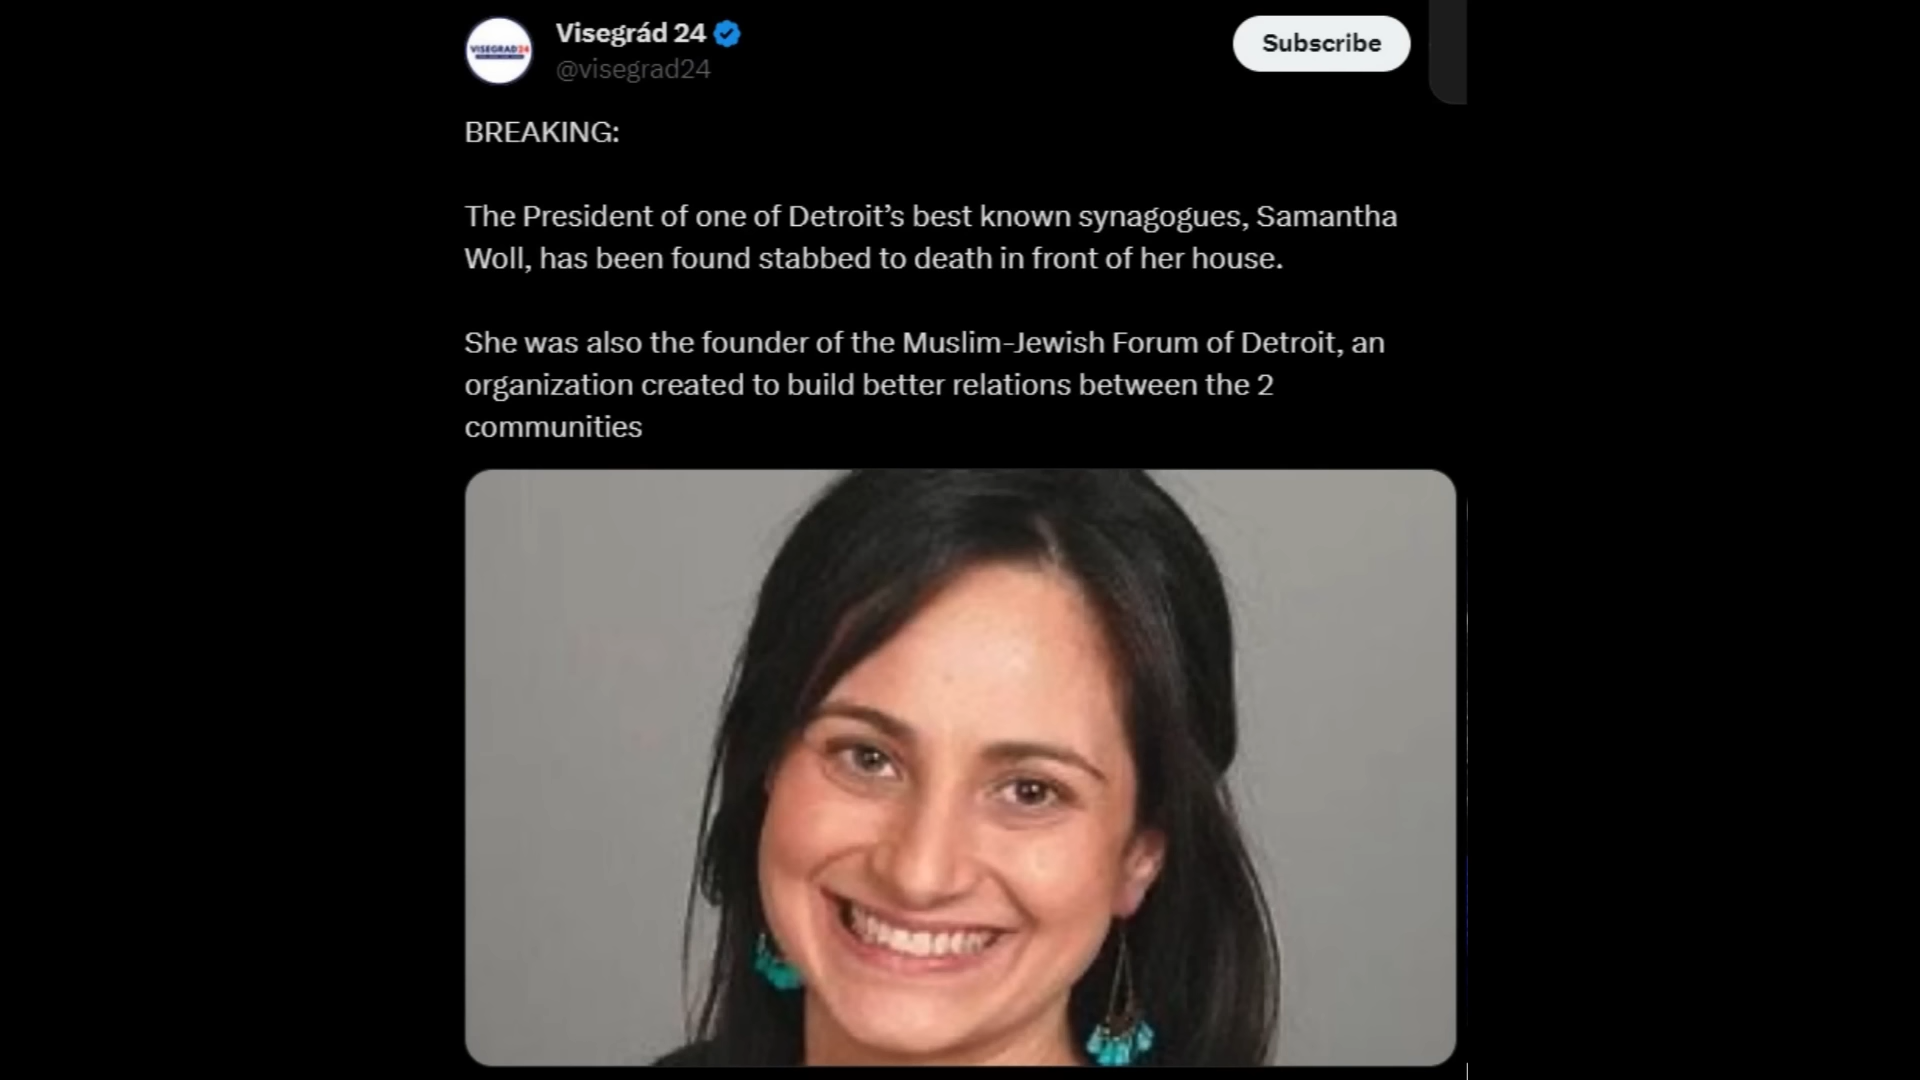 VISEGRAD24
Visegrád 24
@visegrad24
Subscribe
BREAKING:
The President of one of Detroit’s best known synagogues, Samantha
Woll, has been found stabbed to death in front of her house.
She was also the founder of the Muslim-Jewish Forum of Detroit, an
organization created to build better relations between the 2
communities